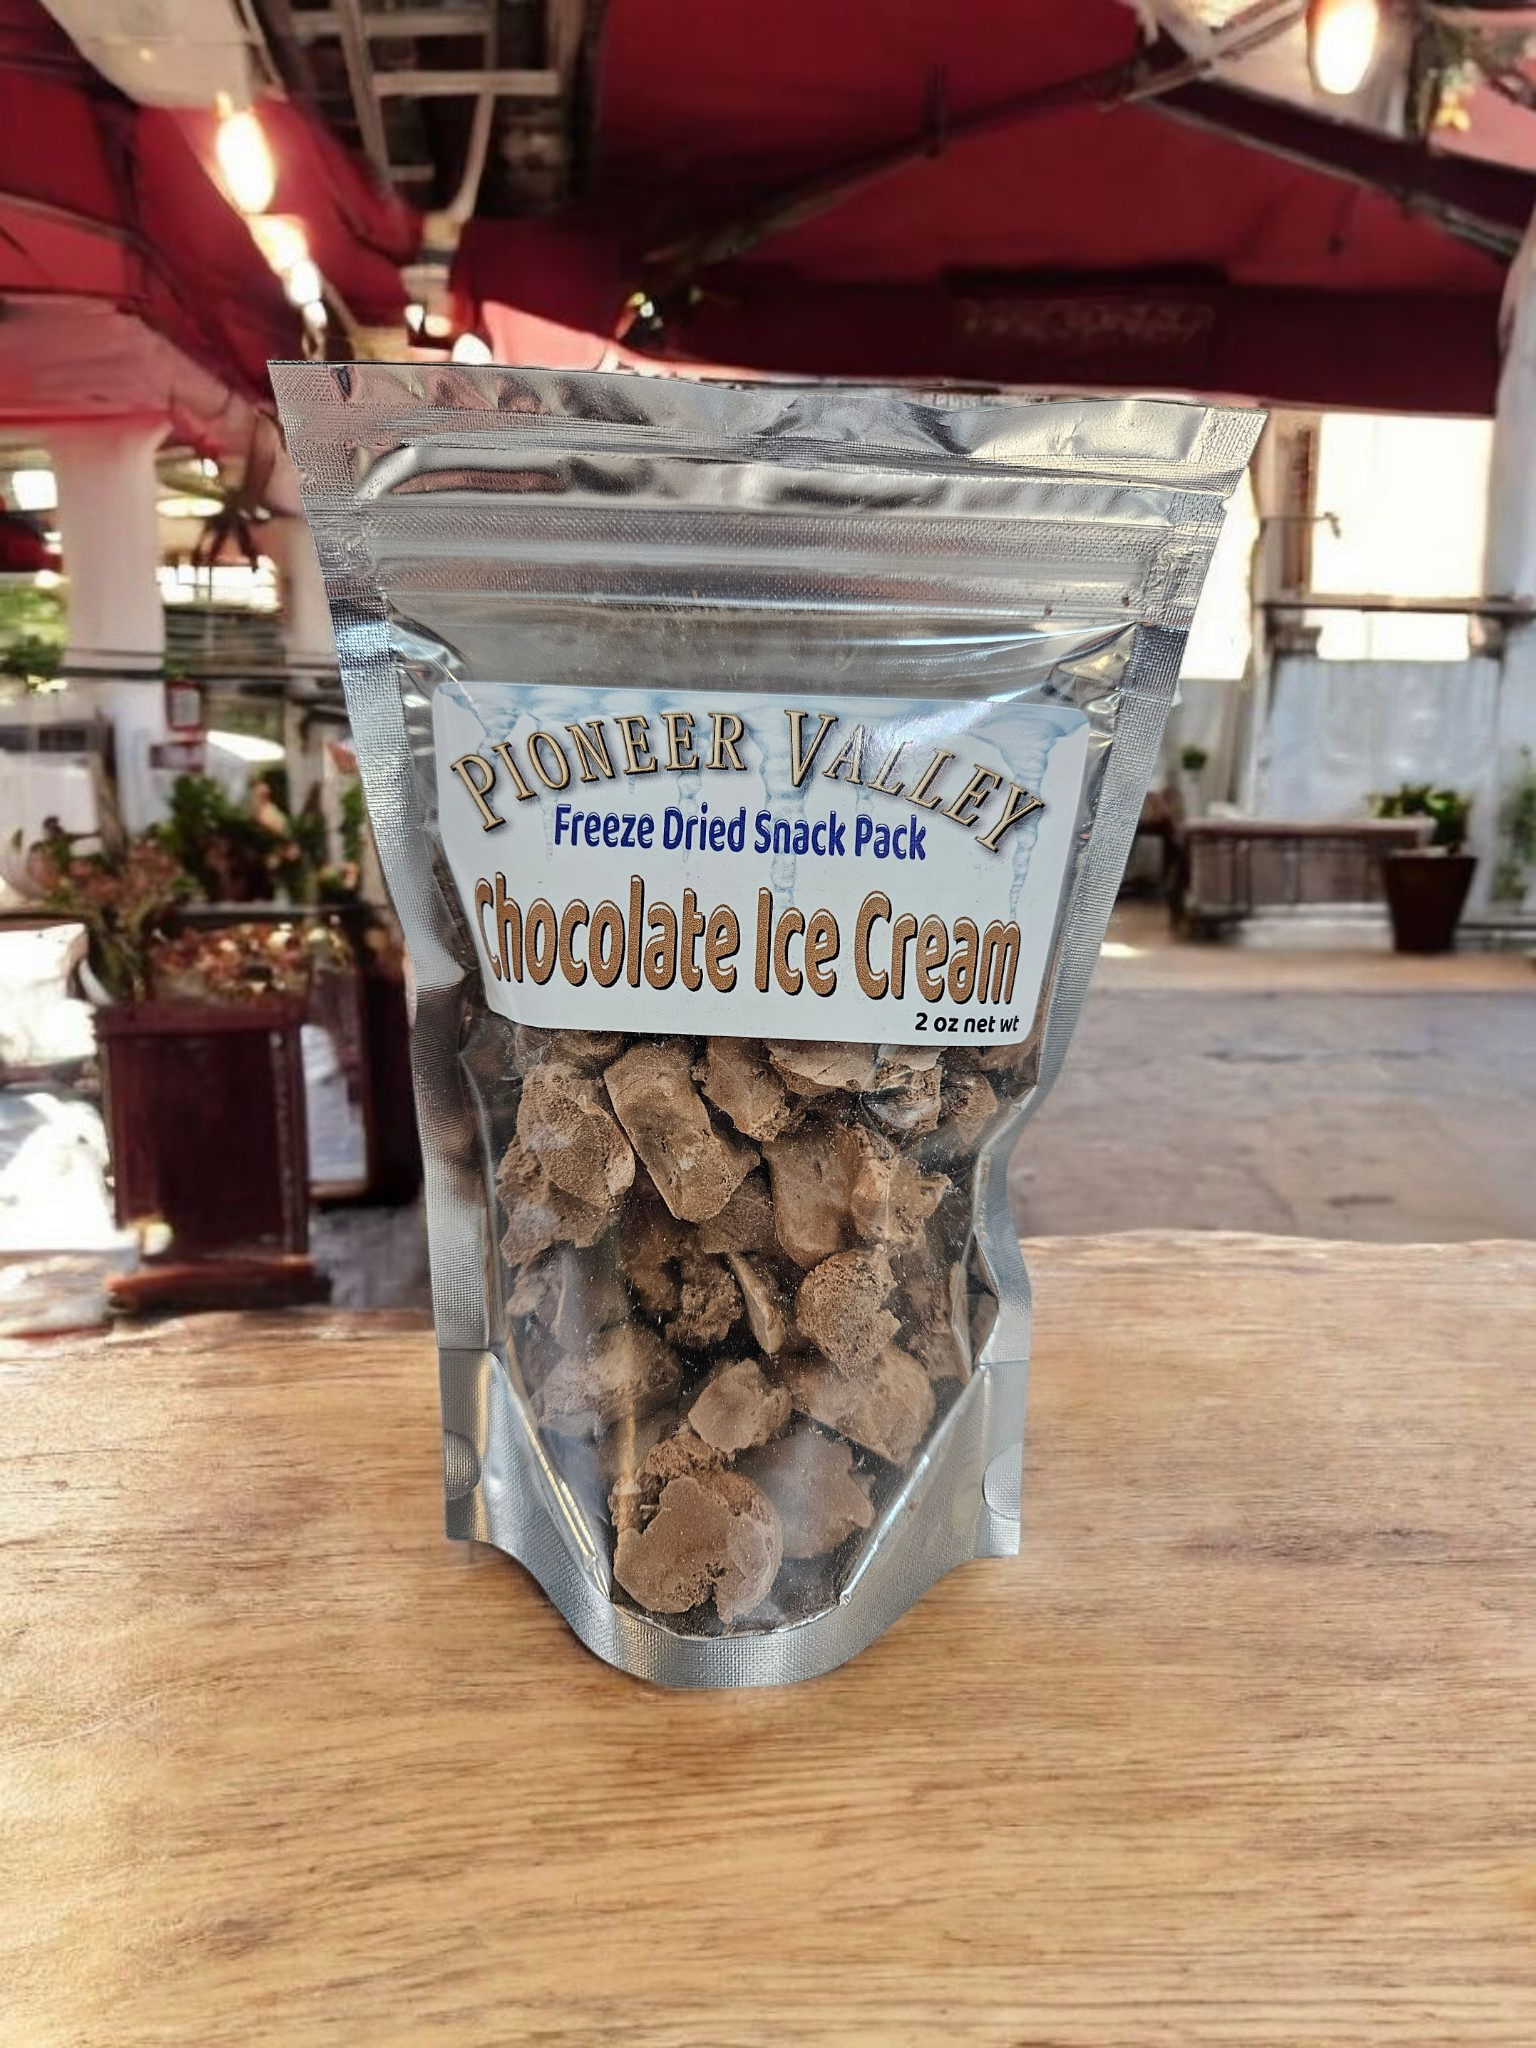 PIONEER VALLEY
Freeze Dried Snack Pack
Chocolate Ice Cream
2 oz net wt